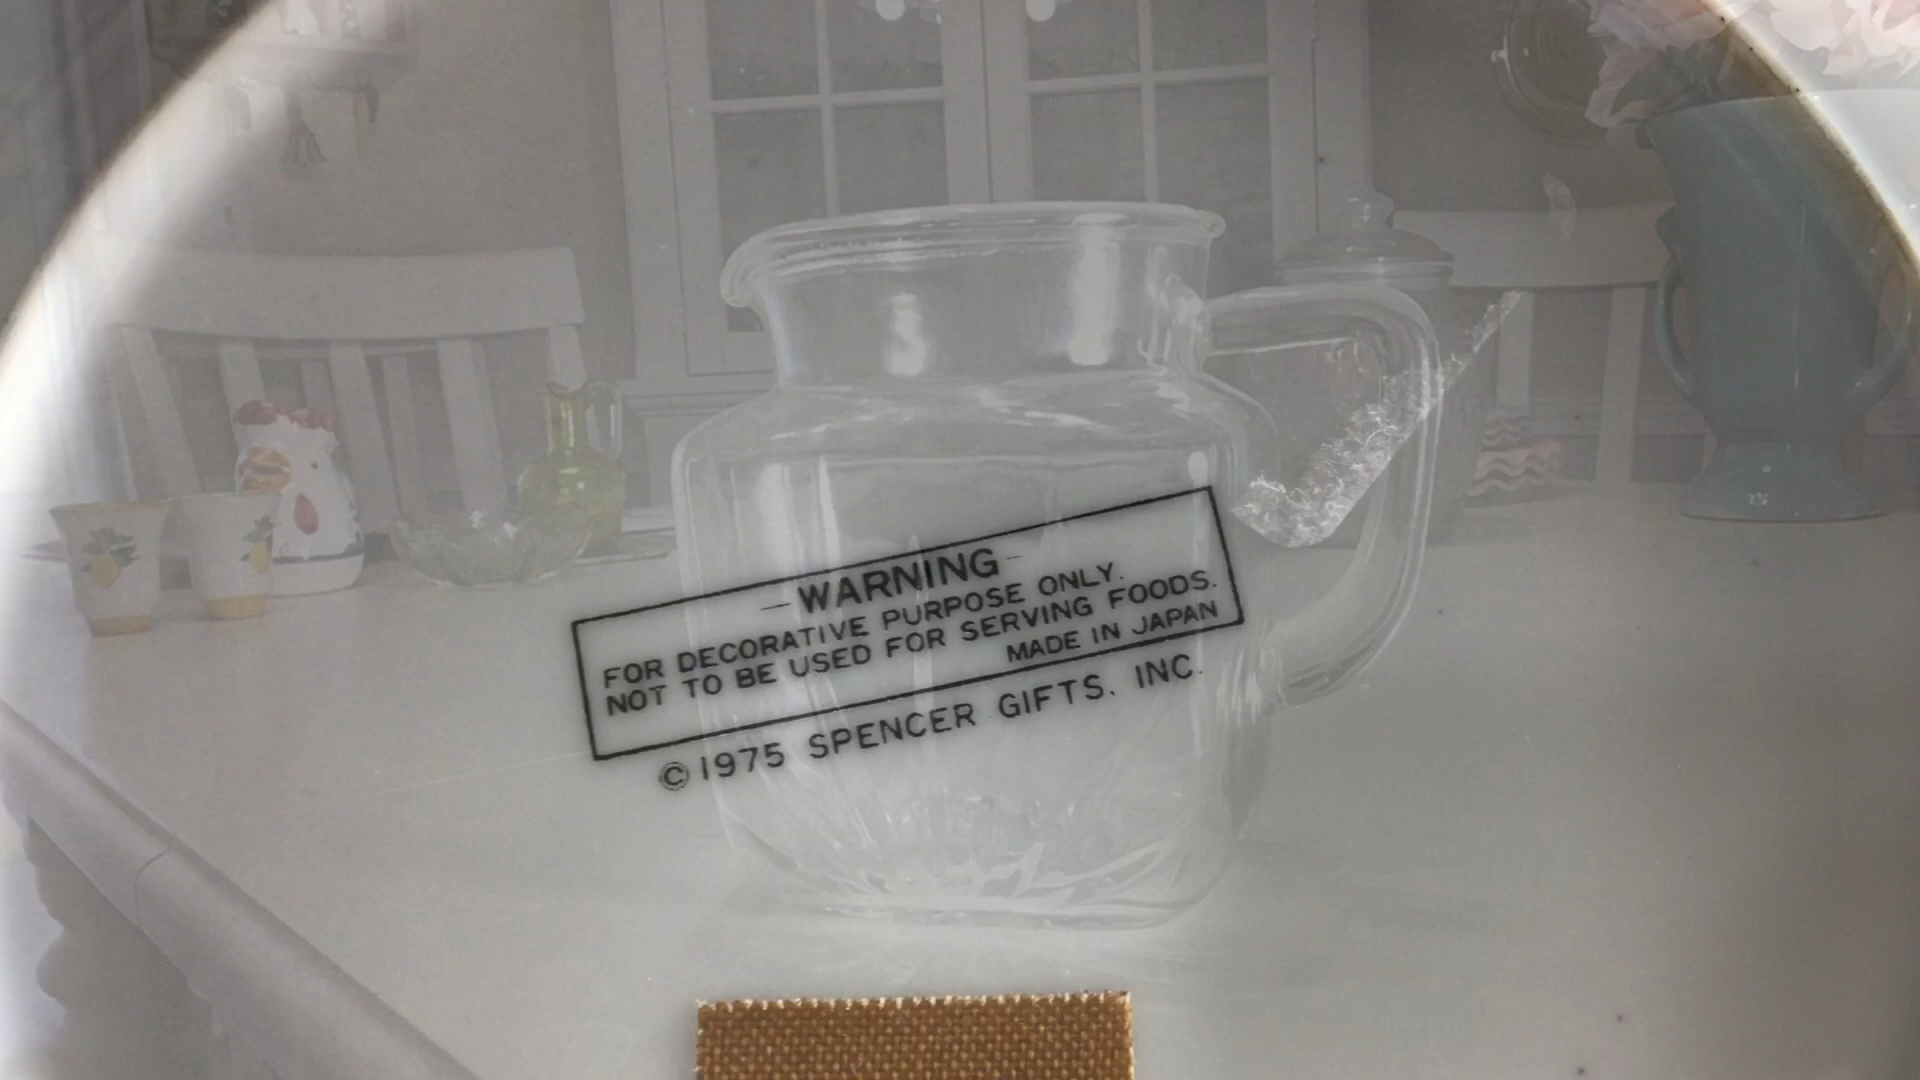 – WARNING –
FOR DECORATIVE PURPOSE ONLY.
NOT TO BE USED FOR SERVING FOODS.
MADE IN JAPAN
© 1975 SPENCER GIFTS, INC.